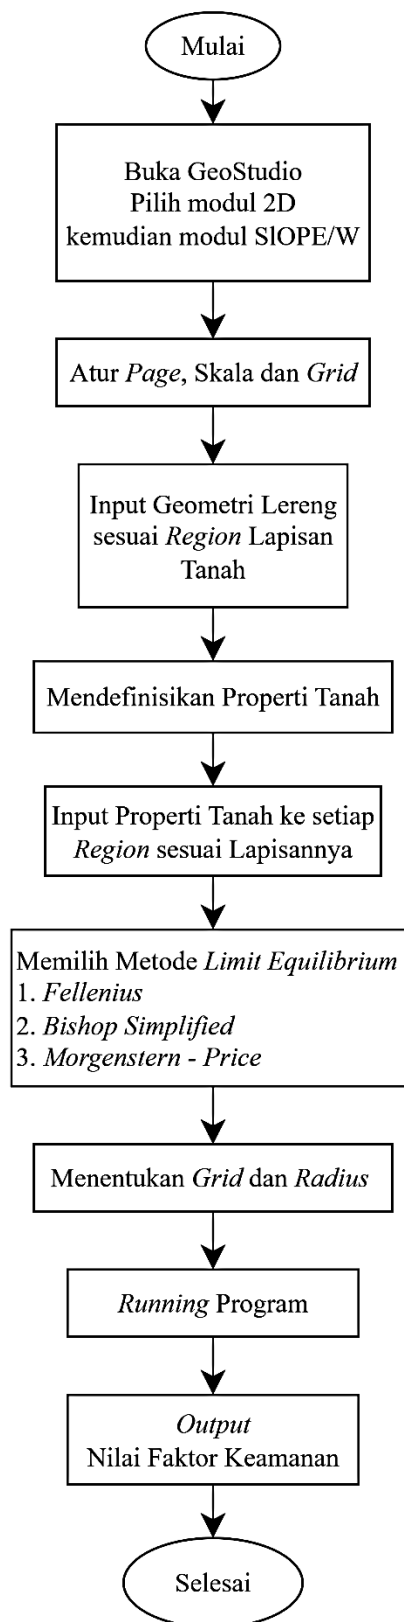 Mulai
Buka GeoStudio
Pilih modul 2D
kemudian modul SlOPE/W
Atur Page, Skala dan Grid
Input Geometri Lereng
sesuai Region Lapisan
Tanah
Mendefinisikan Properti Tanah
Input Properti Tanah ke setiap
Region sesuai Lapisannya
Memilih Metode Limit Equilibrium
1. Fellenius
2. Bishop Simplified
3. Morgenstern - Price
Menentukan Grid dan Radius
Running Program
Output
Nilai Faktor Keamanan
Selesai